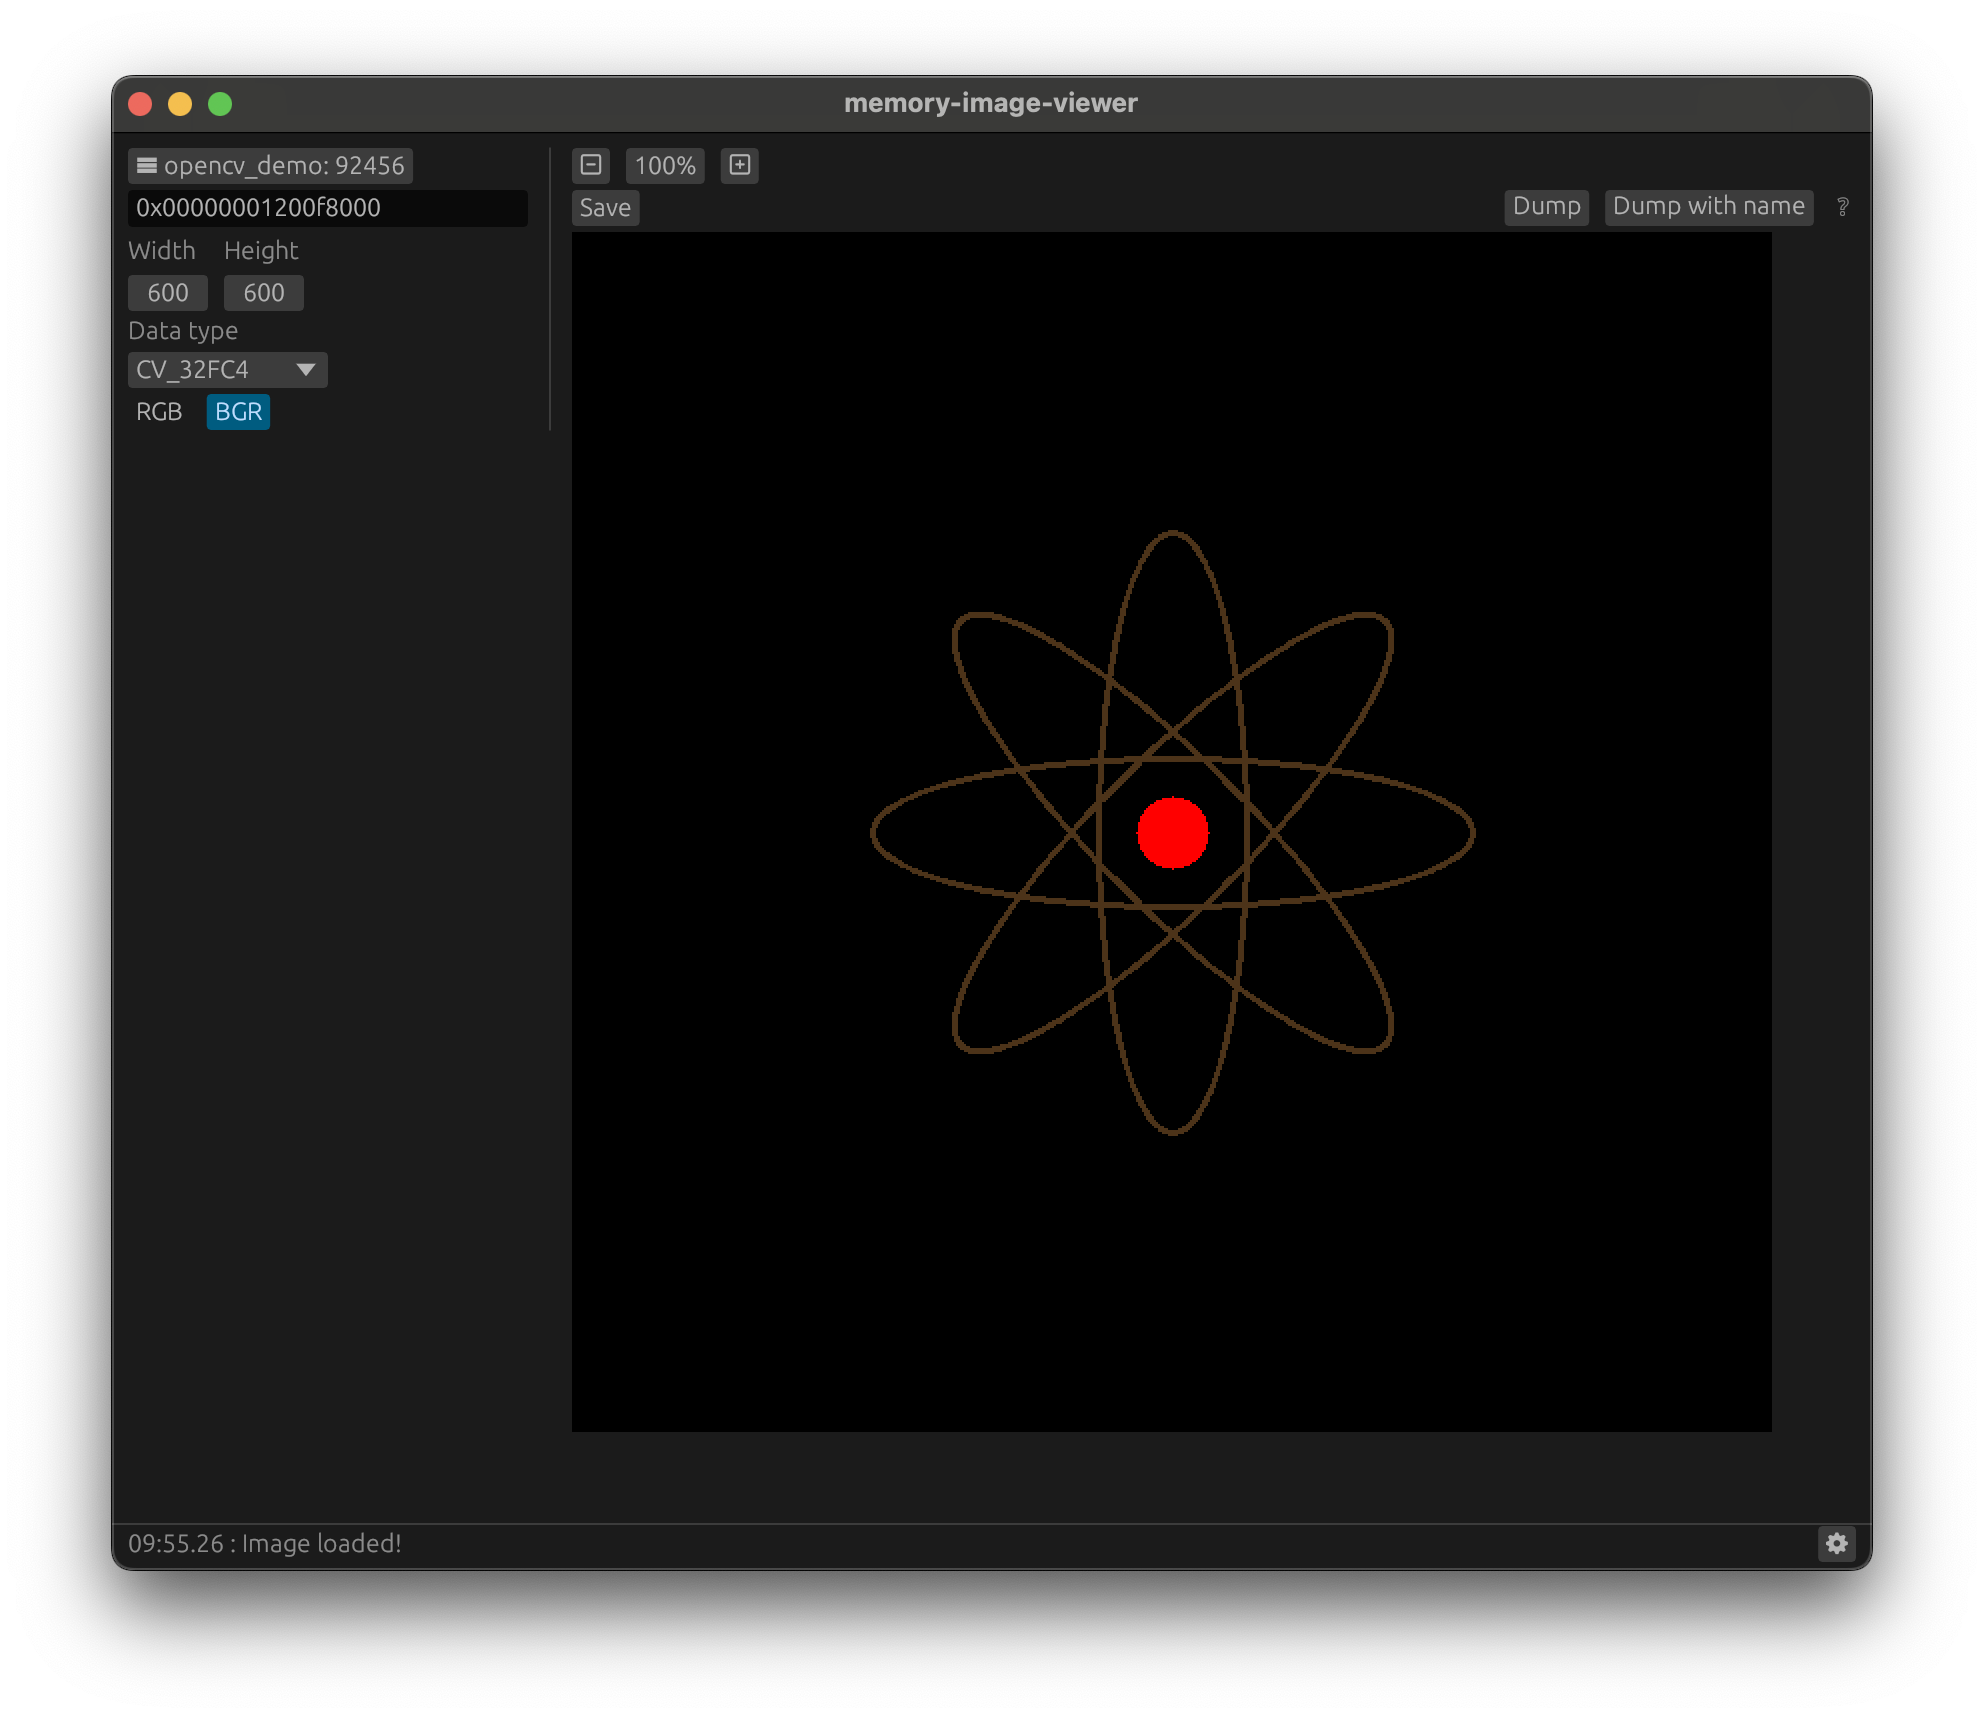 memory-image-viewer
opencv_demo: 92456
0x00000001200f8000
Width Height
600 600
Data type
CV_32FC4
RGB BGR
100%
Save Dump Dump with name ?
09:55.26 : Image loaded!